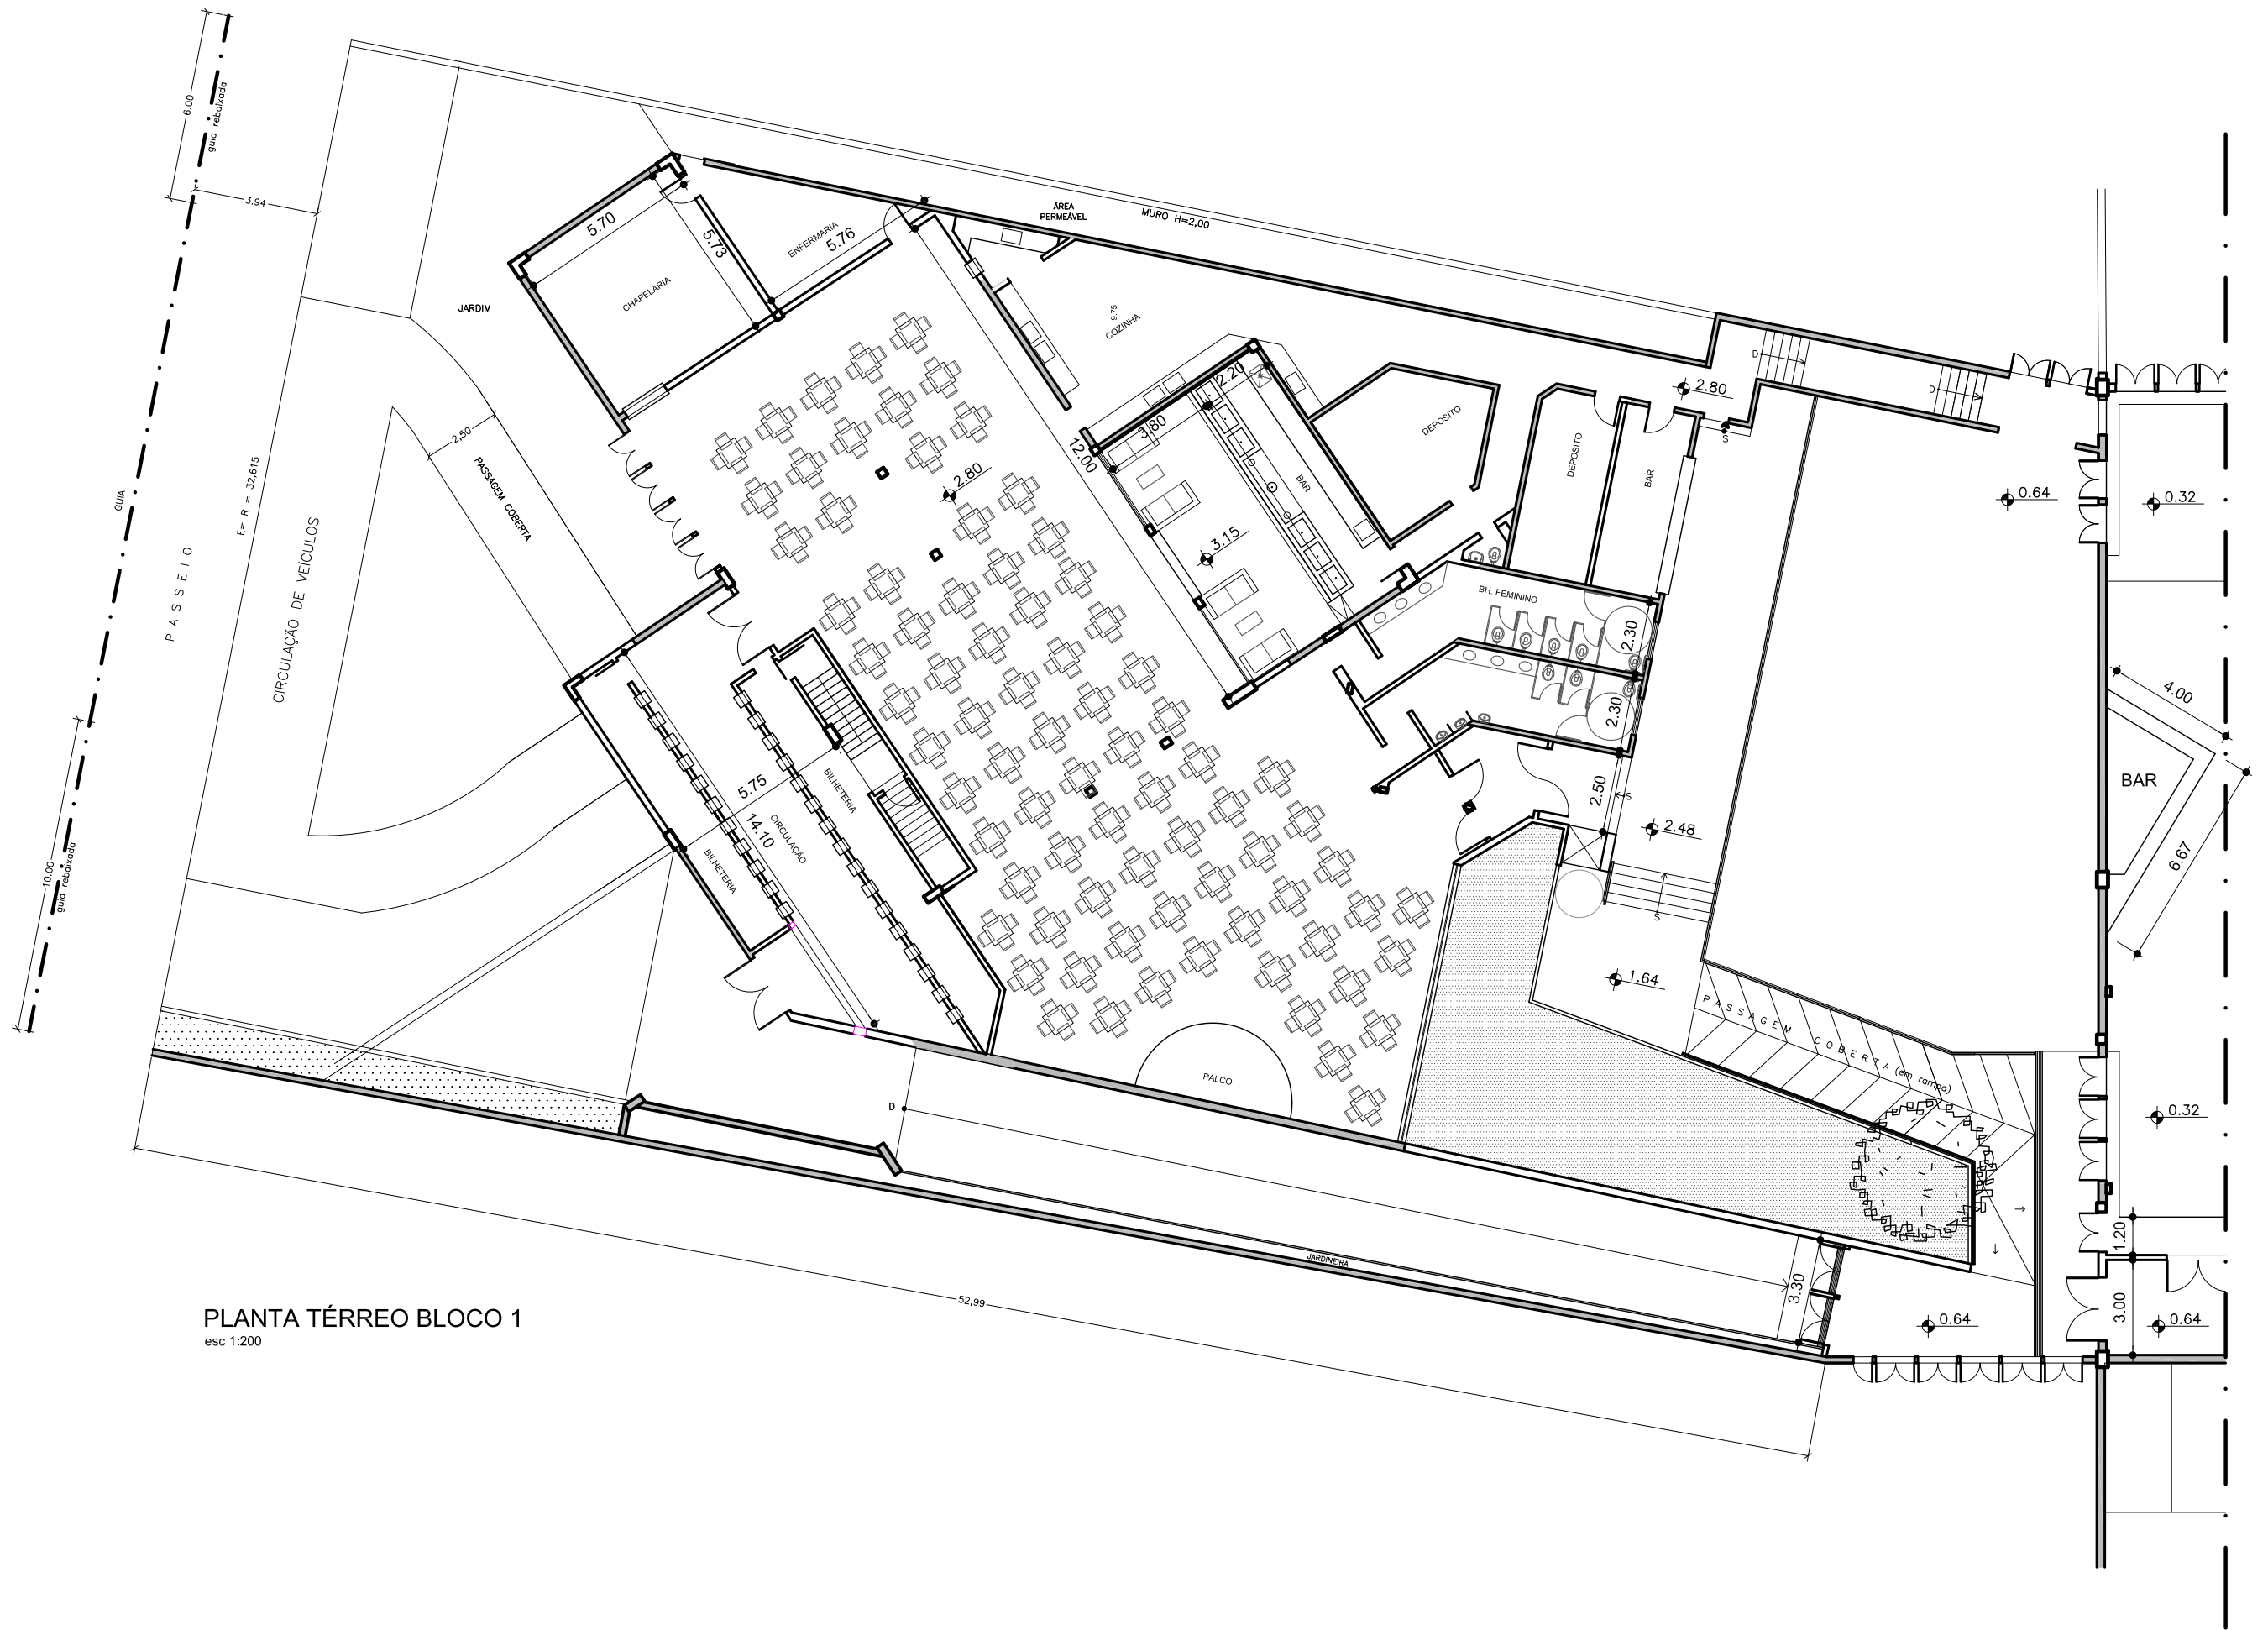 6.00
guia rebaixada
3.94
GUIA
E= R = 32,615
PASSEIO
CIRCULAÇÃO DE VEÍCULOS
10.00
guia rebaixada
JARDIM
2,50
PASSAGEM COBERTA
5.70
5.73
CHAPELARIA
ENFERMARIA
5.76
ÁREA
PERMEÁVEL
MURO H=2,00
9.75
COZINHA
2.20
3.80
12.00
2.80
3.15
BAR
DEPOSITO
DEPOSITO
BAR
2.80
D
D
S
0.64
0.32
BH. FEMININO
2.30
2.30
2.50
S
2.48
S
1.64
4.00
BAR
6.67
5.75
14.10
BILHETERIA
CIRCULAÇÃO
BILHETERIA
PALCO
D
PASSAGEM COBERTA (em rampa)
0.32
1.20
3.00
0.64
0.64
3.30
JARDINEIRA
52,99
PLANTA TÉRREO BLOCO 1
esc 1:200